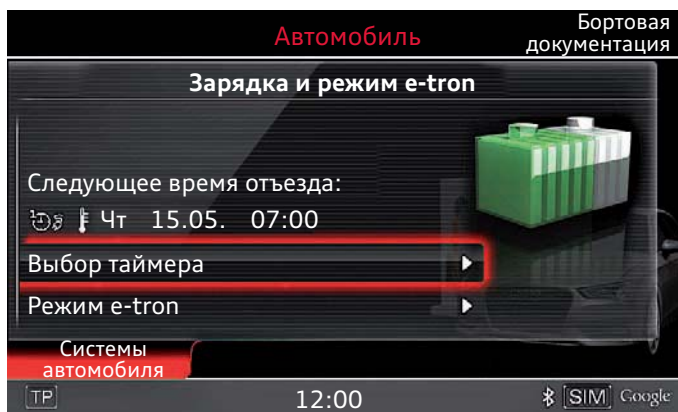 Автомобиль
Бортовая
документация
Зарядка и режим e-tron
Следующее время отъезда:
Чт 15.05. 07:00
Выбор таймера
Режим e-tron
Системы
автомобиля
TP 12:00 SIM Google